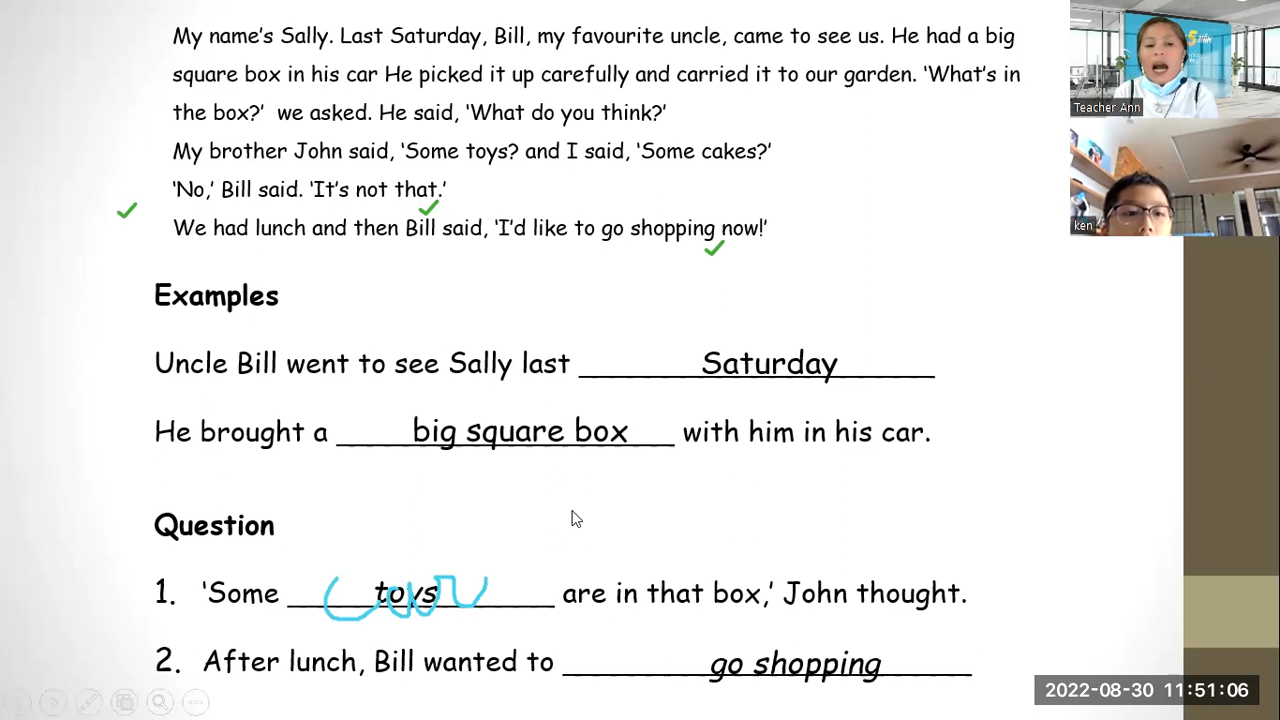 My name's Sally. Last Saturday, Bill, my favourite uncle, came to see us. He had a big
square box in his car He picked it up carefully and carried it to our garden. 'What's in
the box?' we asked. He said, 'What do you think?'
My brother John said, 'Some toys? and I said, 'Some cakes?'
'No,' Bill said. 'It's not that.'
We had lunch and then Bill said, 'I'd like to go shopping now!'
Examples
Uncle Bill went to see Sally last Saturday
He brought a big square box with him in his car.
Question
1. 'Some toys are in that box,' John thought.
2. After lunch, Bill wanted to go shopping
Teacher Ann
ken
2022-08-30 11:51:06